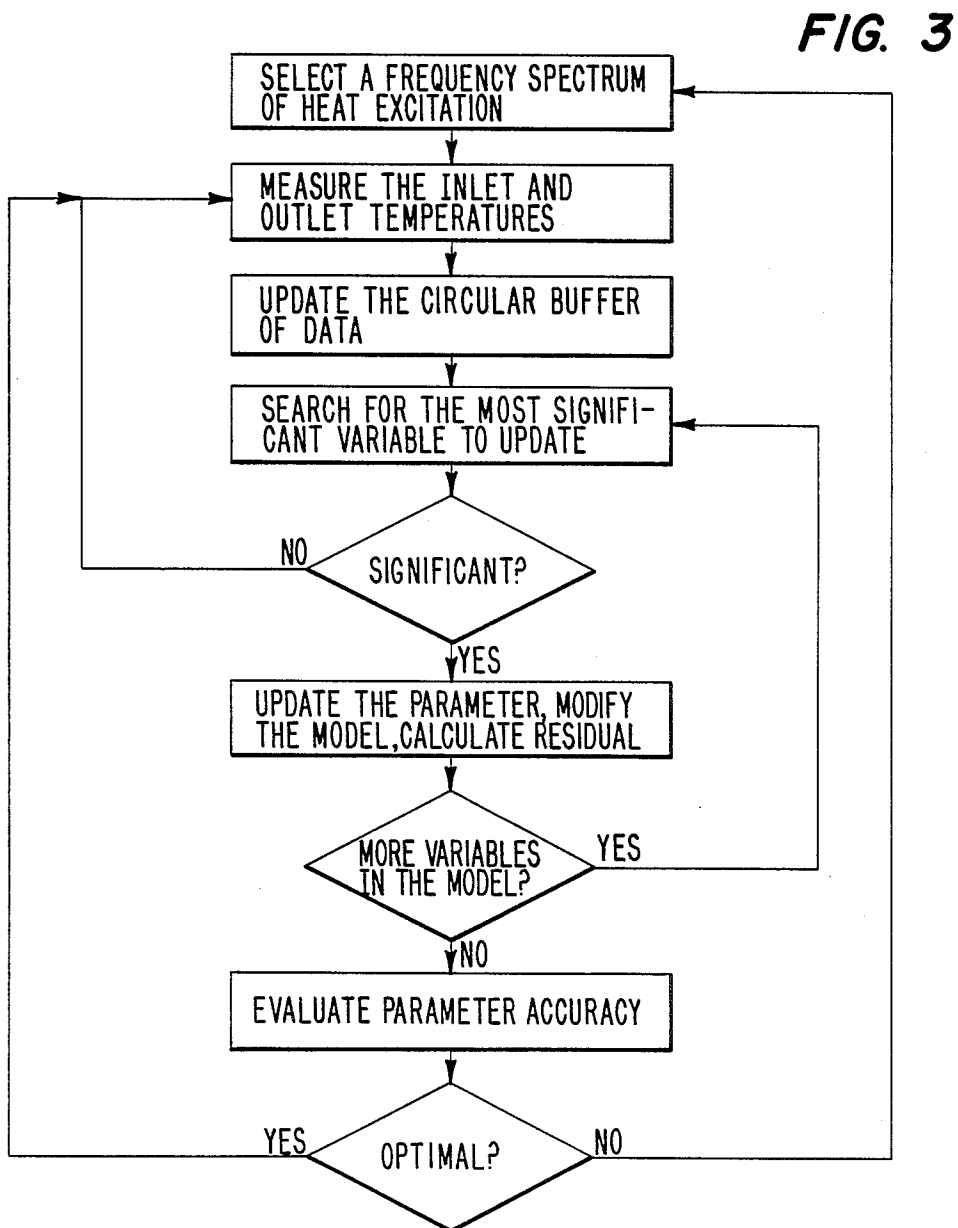 FIG. 3
SELECT A FREQUENCY SPECTRUM
OF HEAT EXCITATION
MEASURE THE INLET AND
OUTLET TEMPERATURES
UPDATE THE CIRCULAR BUFFER
OF DATA
SEARCH FOR THE MOST SIGNIFI-
CANT VARIABLE TO UPDATE
NO
SIGNIFICANT?
YES
UPDATE THE PARAMETER, MODIFY
THE MODEL, CALCULATE RESIDUAL
MORE VARIABLES
IN THE MODEL?
YES
NO
EVALUATE PARAMETER ACCURACY
YES
OPTIMAL?
NO